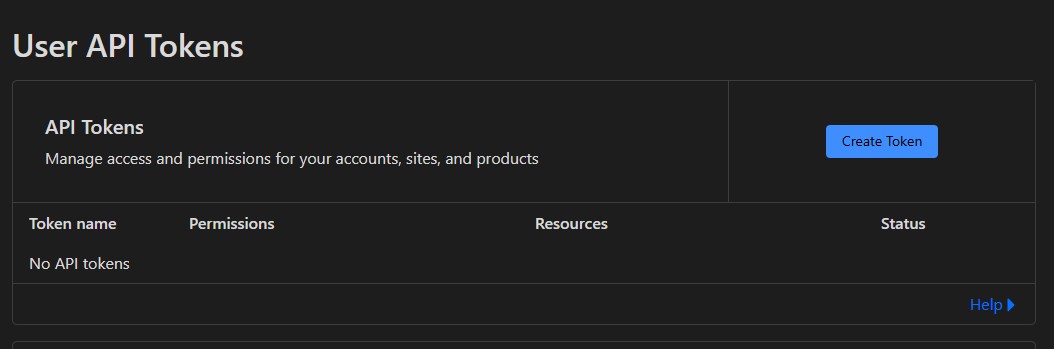 User API Tokens
API Tokens
Manage access and permissions for your accounts, sites, and products
Create Token
Token name Permissions Resources Status
No API tokens
Help